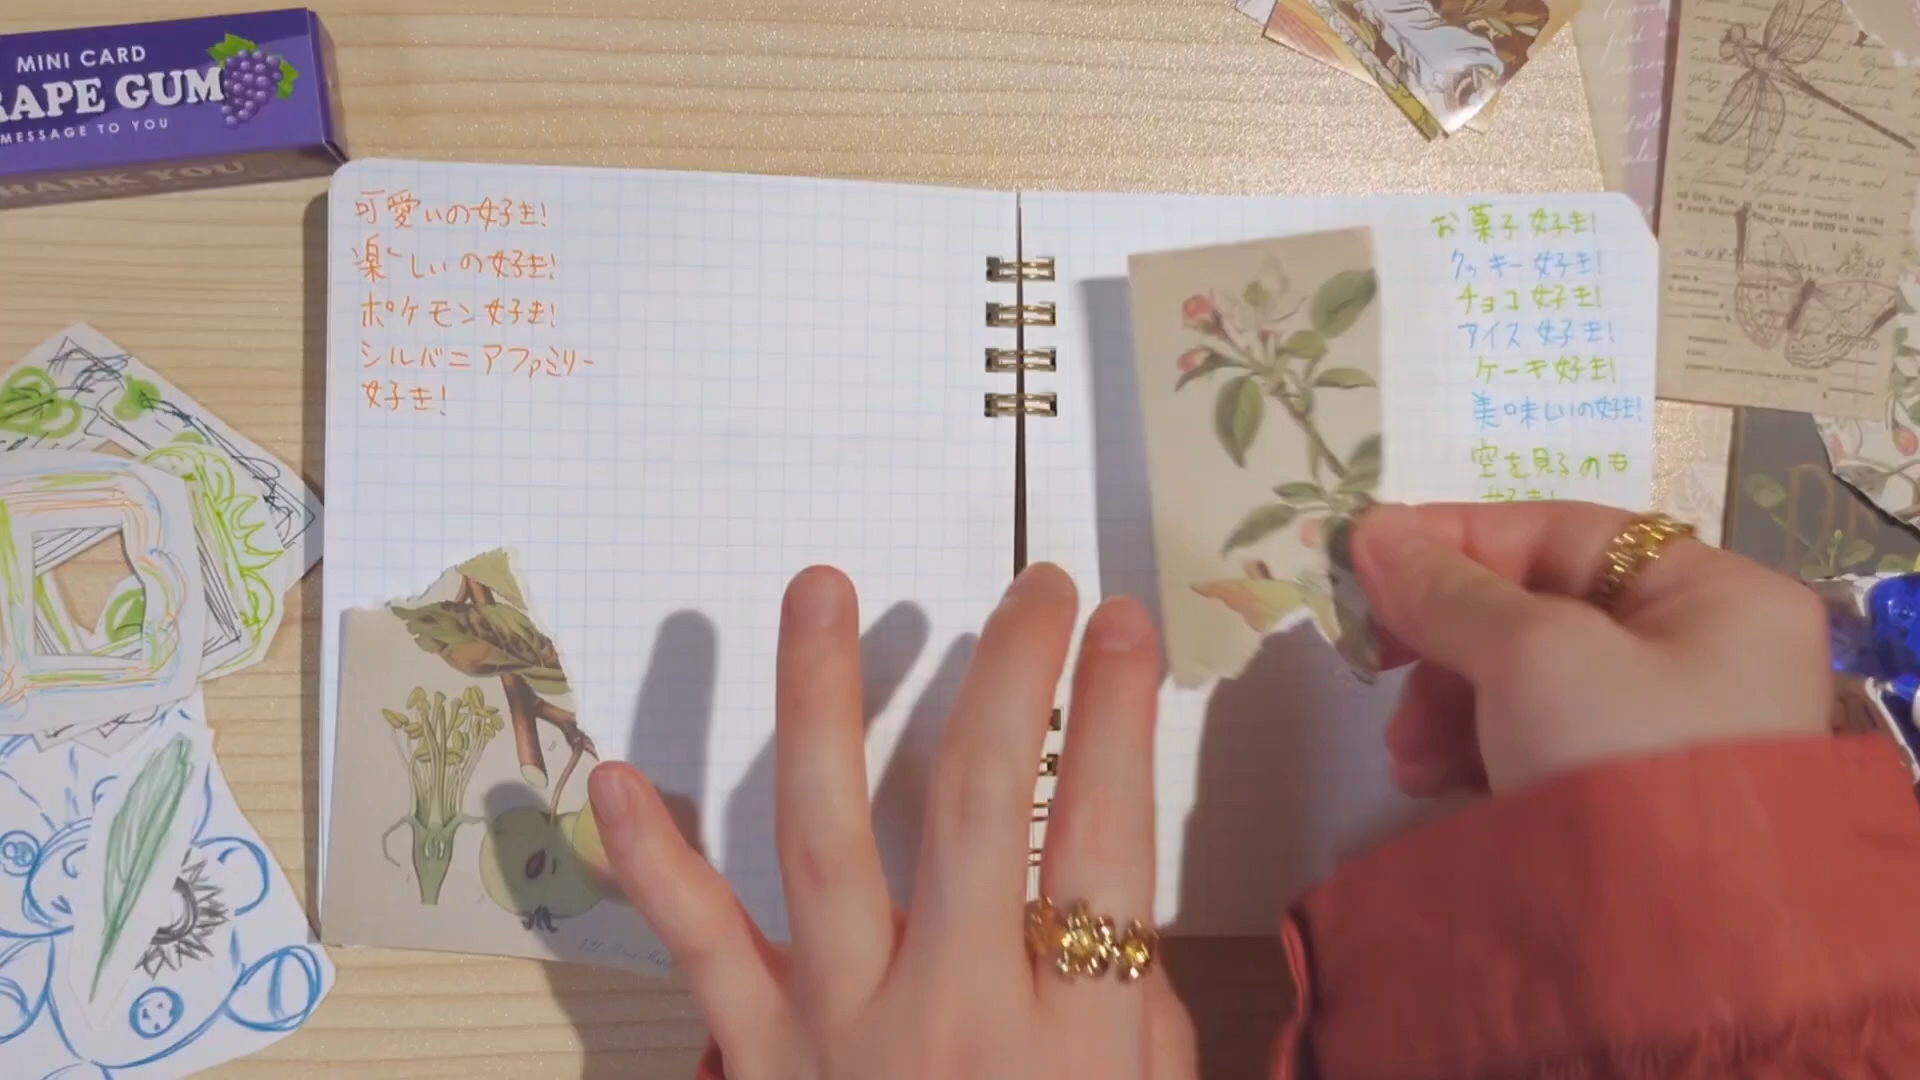 MINI CARD
RAPE GUM
MESSAGE TO YOU
THANK YOU
可愛いの好き!
楽しいの好き!
ポケモン好き!
シルバニアファミリー
好き!
お菓子好き!
クッキー好き!
チョコ好き!
アイス好き!
ケーキ好き!
美味しいの好き!
空を見るのも
好き!